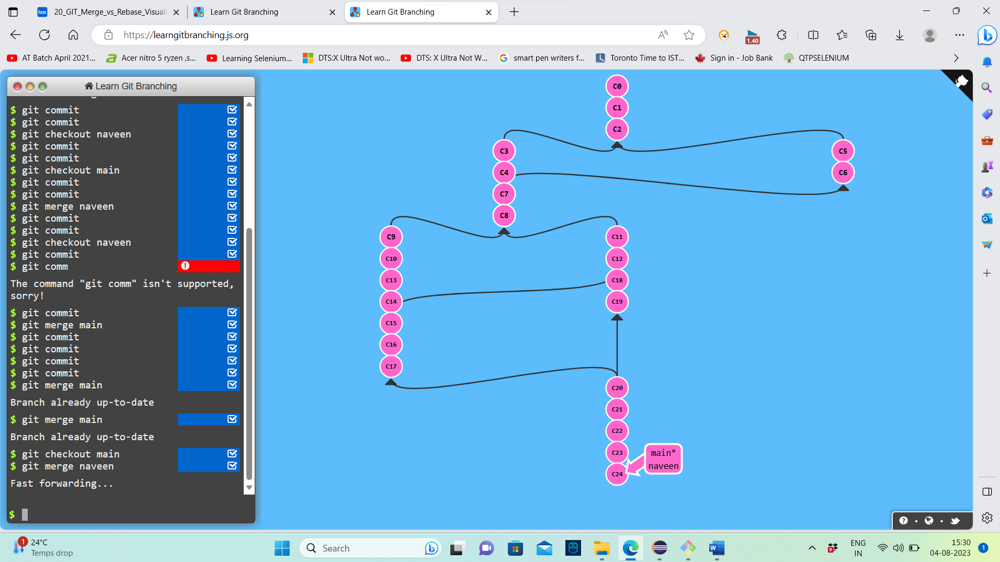 20_GIT_Merge_vs_Rebase_Visuali
Learn Git Branching
Learn Git Branching
https://learngitbranching.js.org
1.40
AT Batch April 2021...
Acer nitro 5 ryzen ,s...
Learning Selenium...
DTS:X Ultra Not wo...
DTS: X Ultra Not W...
smart pen writers f...
Toronto Time to IST...
Sign in - Job Bank
QTPSELENIUM
Learn Git Branching
$ git commit
$ git commit
$ git checkout naveen
$ git commit
$ git commit
$ git checkout main
$ git commit
$ git commit
$ git merge naveen
$ git commit
$ git commit
$ git checkout naveen
$ git commit
$ git comm
The command "git comm" isn't supported,
sorry!
$ git commit
$ git merge main
$ git commit
$ git commit
$ git commit
$ git commit
$ git merge main
Branch already up-to-date
$ git merge main
Branch already up-to-date
$ git checkout main
$ git merge naveen
Fast forwarding...
$
C0
C1
C2
C3
C5
C4
C6
C7
C8
C9
C11
C10
C12
C13
C18
C14
C19
C15
C16
C17
C20
C21
C22
C23
C24
main*
naveen
1
24°C
Temps drop
Search
9
ENG
IN
15:30
04-08-2023
1